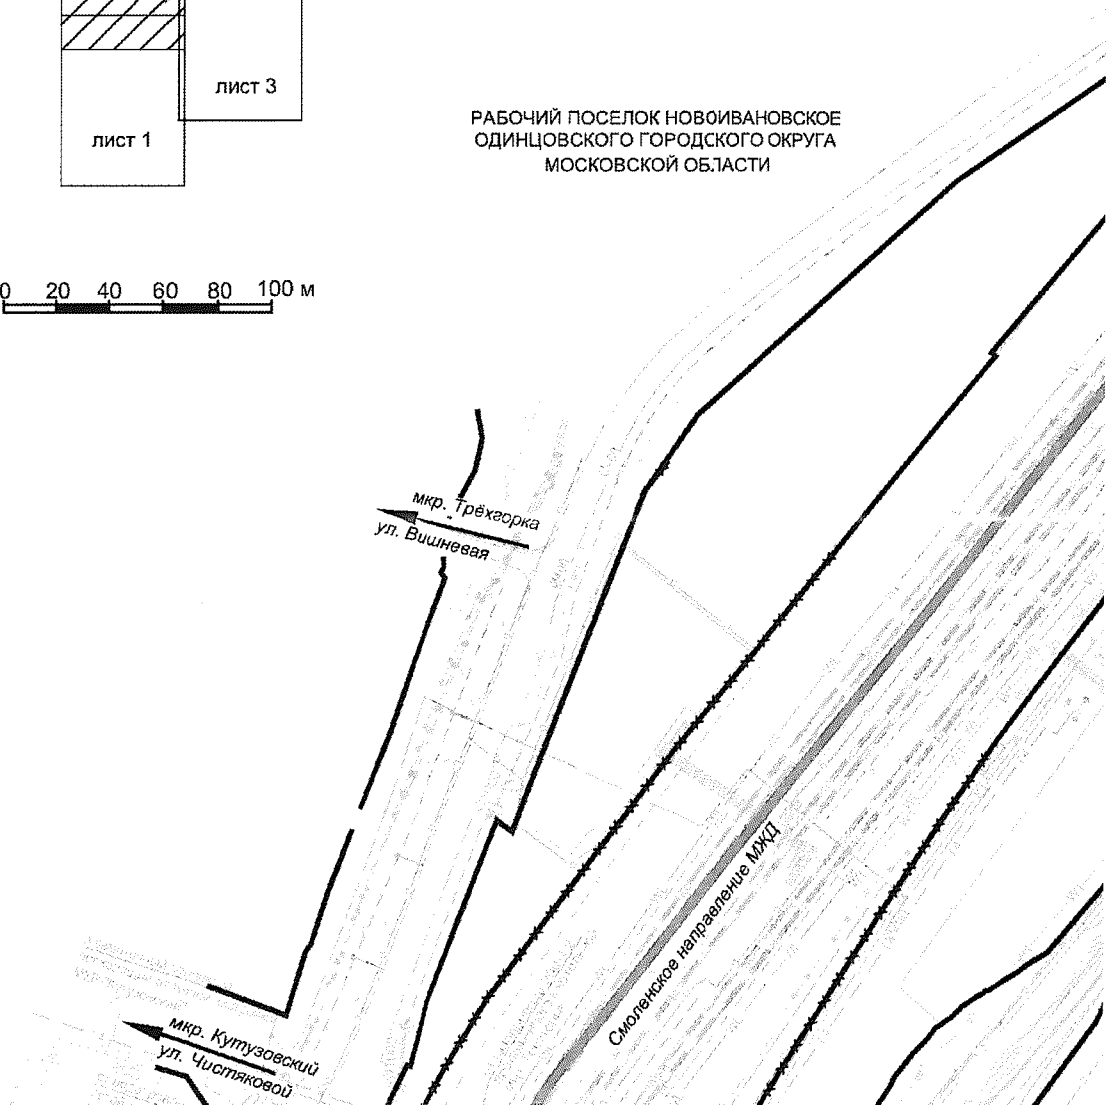 лист 3
лист 1
РАБОЧИЙ ПОСЕЛОК НОВОИВАНОВСКОЕ
ОДИНЦОВСКОГО ГОРОДСКОГО ОКРУГА
МОСКОВСКОЙ ОБЛАСТИ
0 20 40 60 80 100 м
мкр. Трёхгорка
ул. Вишневая
Смоленское направление МЖД
мкр. Кутузовский
ул. Чистяковой